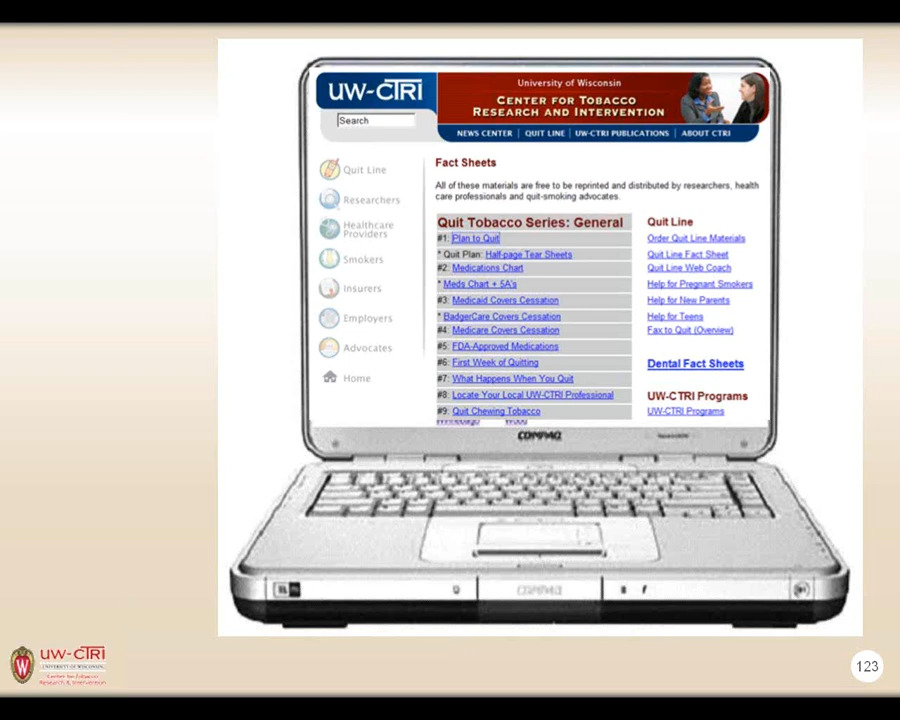 UW-CTRI
University of Wisconsin
CENTER FOR TOBACCO
RESEARCH AND INTERVENTION
Search
NEWS CENTER | QUIT LINE | UW-CTRI PUBLICATIONS | ABOUT CTRI
Quit Line
Researchers
Healthcare
Providers
Smokers
Insurers
Employers
Advocates
Home
Fact Sheets
All of these materials are free to be reprinted and distributed by researchers, health
care professionals and quit-smoking advocates.
Quit Tobacco Series: General
#1: Plan to Quit
* Quit Plan: Half-page Tear Sheets
#2: Medications Chart
* Meds Chart + 5A's
#3: Medicaid Covers Cessation
* BadgerCare Covers Cessation
#4: Medicare Covers Cessation
#5: FDA-Approved Medications
#6: First Week of Quitting
#7: What Happens When You Quit
#8: Locate Your Local UW-CTRI Professional
#9: Quit Chewing Tobacco
Quit Line
Order Quit Line Materials
Quit Line Fact Sheet
Quit Line Web Coach
Help for Pregnant Smokers
Help for New Parents
Help for Teens
Fax to Quit (Overview)
Dental Fact Sheets
UW-CTRI Programs
UW-CTRI Programs
COMPAQ
COMPAQ
W
UW-CTRI
UNIVERSITY OF WISCONSIN
Center for Tobacco
Research & Intervention
123